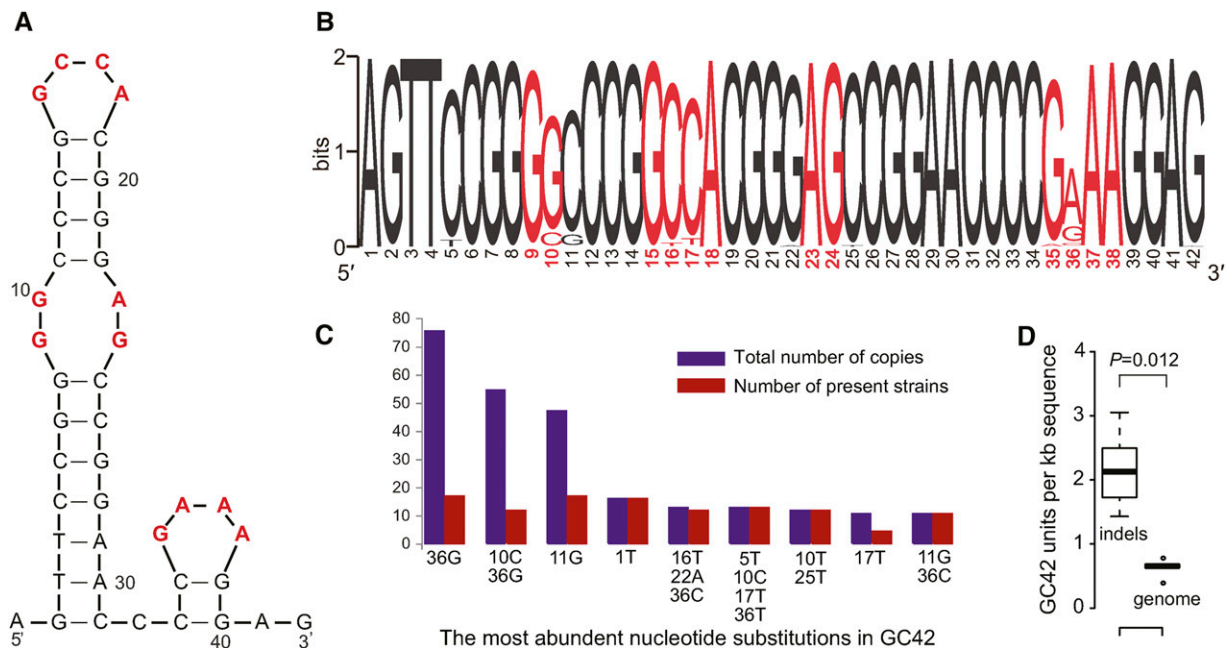 A
C C
G A
G C
C G 20
C G
C G
10 G A
G G
G C
G C
C G
C G A A
T A G A
T A 30 C G
A G C C C G A G
5' 40 3'
B
2
1
0
bits
AGTTCCGGGGCCCGGCCACGGGAGCCGGAACCCCGAAAGGAG
C G G
1 2 3 4 5 6 7 8 9 10 11 12 13 14 15 16 17 18 19 20 21 22 23 24 25 26 27 28 29 30 31 32 33 34 35 36 37 38 39 40 41 42
5′ 3′
C
80
70
60
50
40
30
20
10
0
Total number of copies
Number of present strains
36G 10C 11G 1T 16T 5T 10T 17T 11G
36G 22A 10C 25T 36C
36C 17T
36T
The most abundent nucleotide substitutions in GC42
D
GC42 units per kb sequence
4
3
2
1
0
P=0.012
indels
genome